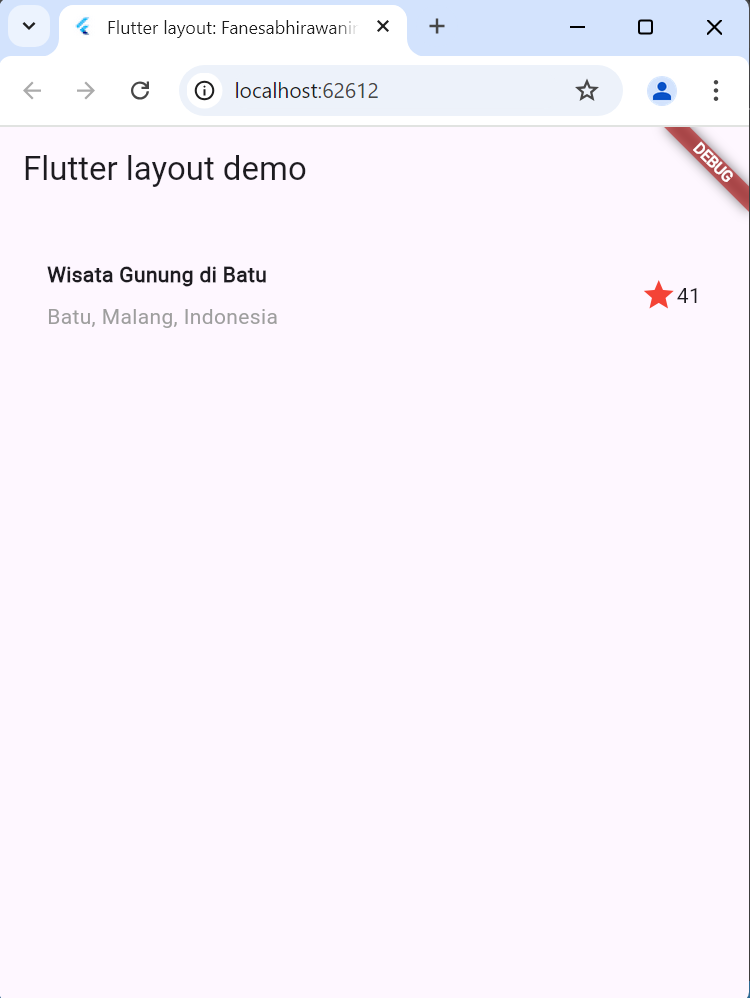 Flutter layout: Fanesabhirawanin
localhost:62612
Flutter layout demo
DEBUG
Wisata Gunung di Batu
41
Batu, Malang, Indonesia